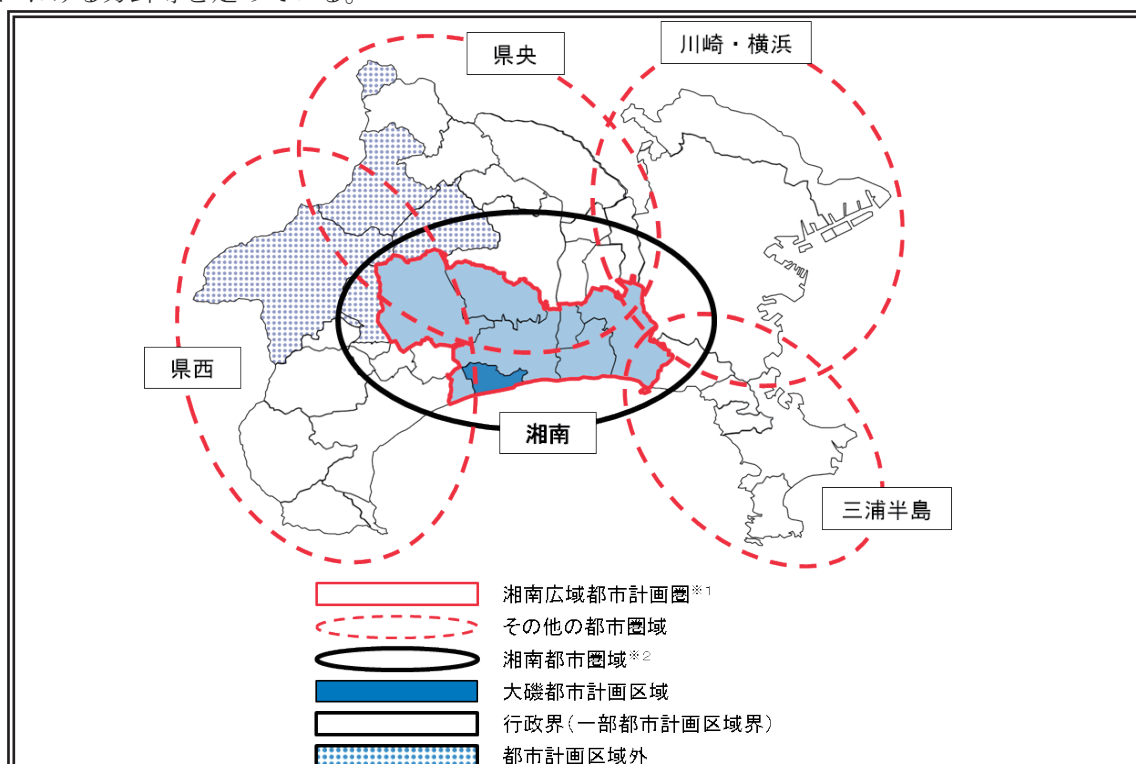 県央
川崎・横浜
県西
湘南
三浦半島
湘南広域都市計画圏※1
その他の都市圏域
湘南都市圏域※2
大磯都市計画区域
行政界(一部都市計画区域界)
都市計画区域外